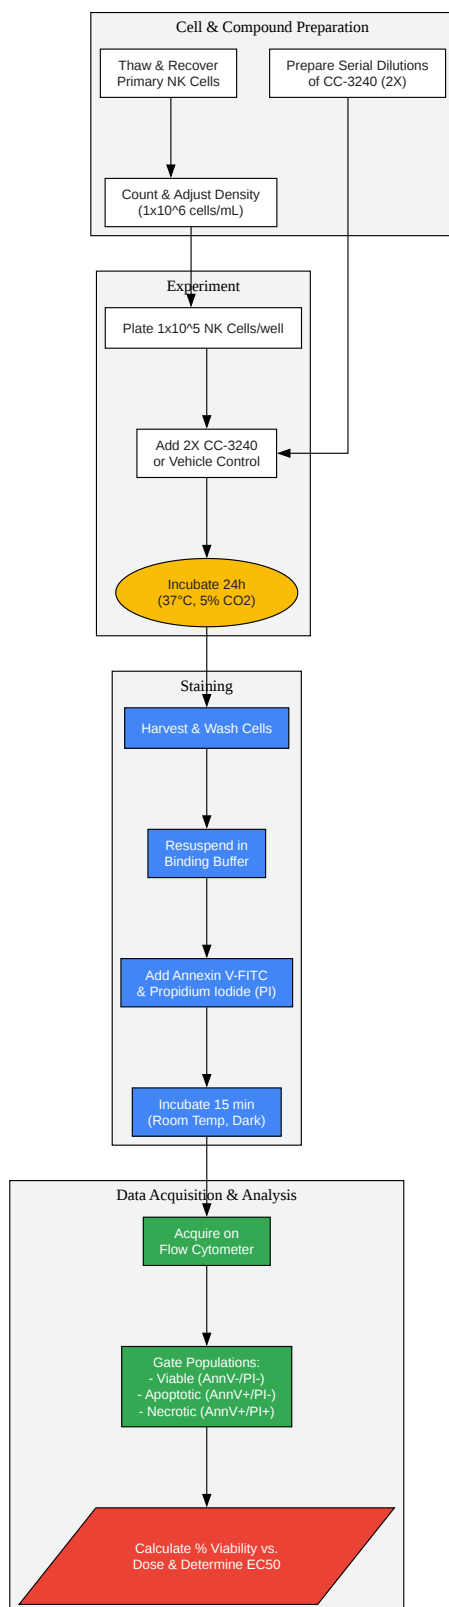 Cell & Compound Preparation
Thaw & Recover
Primary NK Cells
Prepare Serial Dilutions
of CC-3240 (2X)
Count & Adjust Density
(1x10^6 cells/mL)
Experiment
Plate 1x10^5 NK Cells/well
Add 2X CC-3240
or Vehicle Control
Incubate 24h
(37°C, 5% CO2)
Staining
Harvest & Wash Cells
Resuspend in
Binding Buffer
Add Annexin V-FITC
& Propidium Iodide (PI)
Incubate 15 min
(Room Temp, Dark)
Data Acquisition & Analysis
Acquire on
Flow Cytometer
Gate Populations:
- Viable (AnnV-/PI-)
- Apoptotic (AnnV+/PI-)
- Necrotic (AnnV+/PI+)
Calculate % Viability vs.
Dose & Determine EC50